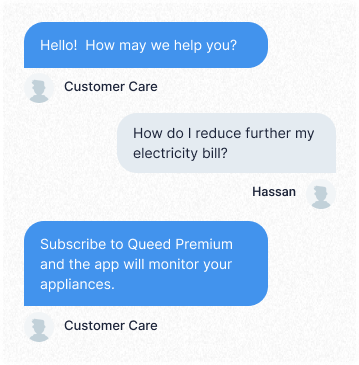 Hello!  How may we help you?
Customer Care
How do I reduce further my
electricity bill?
Hassan
Subscribe to Queed Premium
and the app will monitor your
appliances.
Customer Care